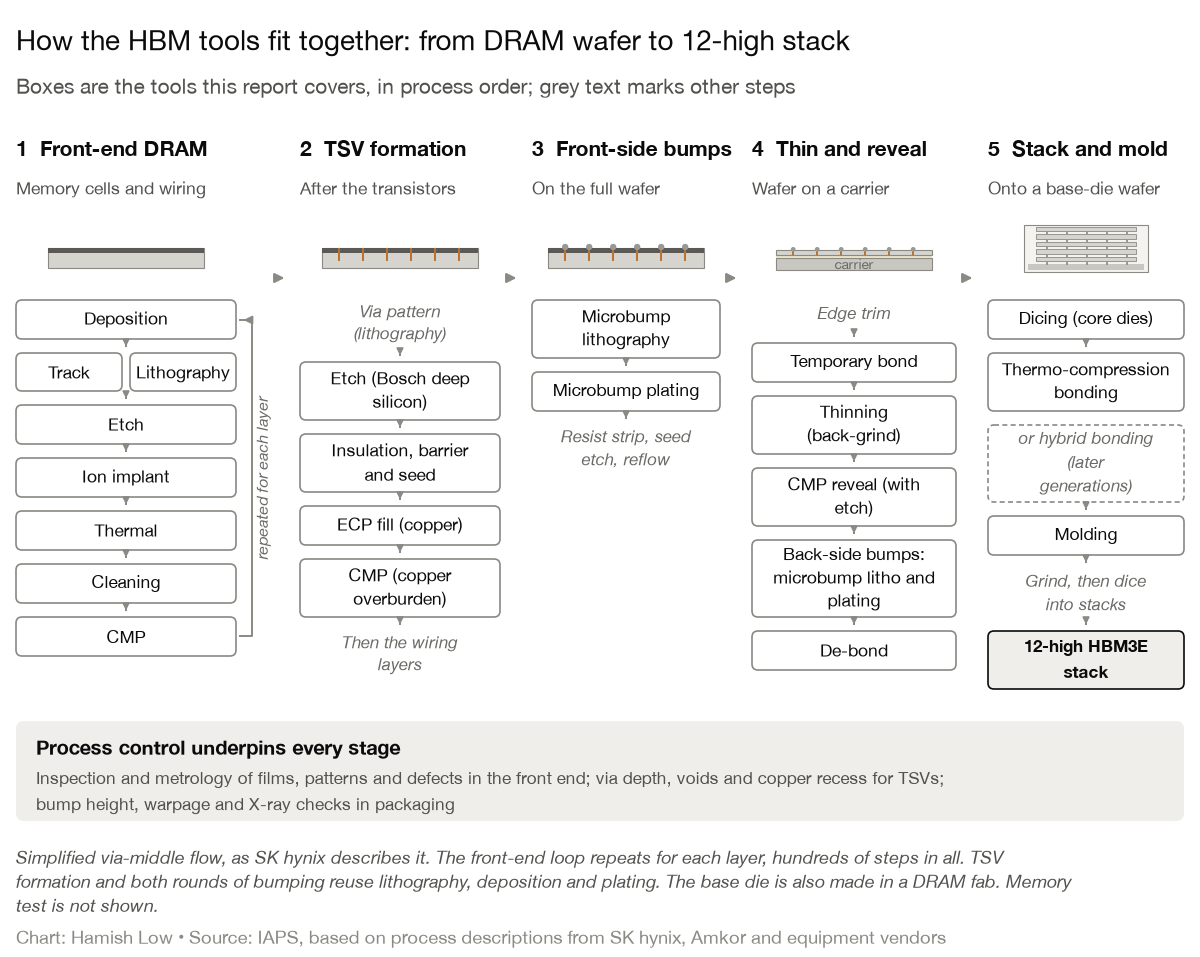 How the HBM tools fit together: from DRAM wafer to 12-high stack
Boxes are the tools this report covers, in process order; grey text marks other steps
1 Front-end DRAM
Memory cells and wiring
Deposition
Track
Lithography
Etch
Ion implant
Thermal
Cleaning
CMP
repeated for each layer
2 TSV formation
After the transistors
Via pattern
(lithography)
Etch (Bosch deep
silicon)
Insulation, barrier
and seed
ECP fill (copper)
CMP (copper
overburden)
Then the wiring
layers
3 Front-side bumps
On the full wafer
Microbump
lithography
Microbump plating
Resist strip, seed
etch, reflow
4 Thin and reveal
Wafer on a carrier
carrier
Edge trim
Temporary bond
Thinning
(back-grind)
CMP reveal (with
etch)
Back-side bumps:
microbump litho and
plating
De-bond
5 Stack and mold
Onto a base-die wafer
Dicing (core dies)
Thermo-compression
bonding
or hybrid bonding
(later
generations)
Molding
Grind, then dice
into stacks
12-high HBM3E
stack
Process control underpins every stage
Inspection and metrology of films, patterns and defects in the front end; via depth, voids and copper recess for TSVs;
bump height, warpage and X-ray checks in packaging
Simplified via-middle flow, as SK hynix describes it. The front-end loop repeats for each layer, hundreds of steps in all. TSV
formation and both rounds of bumping reuse lithography, deposition and plating. The base die is also made in a DRAM fab. Memory
test is not shown.
Chart: Hamish Low • Source: IAPS, based on process descriptions from SK hynix, Amkor and equipment vendors